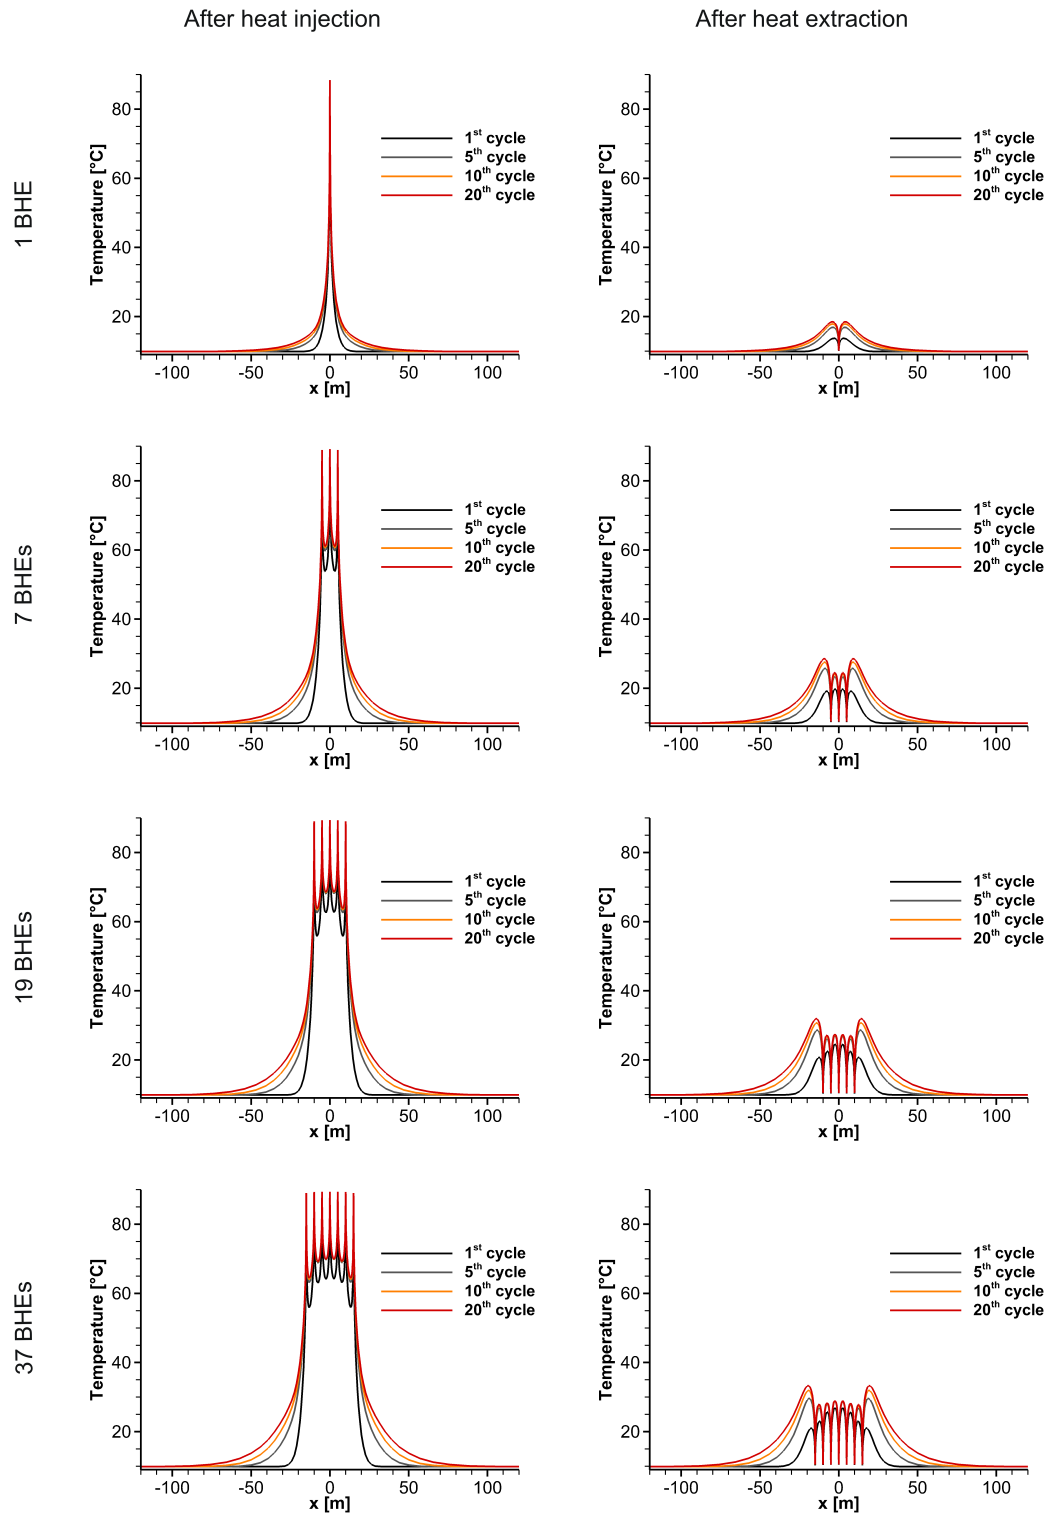 After heat injection
After heat extraction
1 BHE
Temperature [°C]
80
60
40
20
-100 -50 0 50 100
x [m]
1st cycle
5th cycle
10th cycle
20th cycle
Temperature [°C]
80
60
40
20
-100 -50 0 50 100
x [m]
1st cycle
5th cycle
10th cycle
20th cycle
7 BHEs
Temperature [°C]
80
60
40
20
-100 -50 0 50 100
x [m]
1st cycle
5th cycle
10th cycle
20th cycle
Temperature [°C]
80
60
40
20
-100 -50 0 50 100
x [m]
1st cycle
5th cycle
10th cycle
20th cycle
19 BHEs
Temperature [°C]
80
60
40
20
-100 -50 0 50 100
x [m]
1st cycle
5th cycle
10th cycle
20th cycle
Temperature [°C]
80
60
40
20
-100 -50 0 50 100
x [m]
1st cycle
5th cycle
10th cycle
20th cycle
37 BHEs
Temperature [°C]
80
60
40
20
-100 -50 0 50 100
x [m]
1st cycle
5th cycle
10th cycle
20th cycle
Temperature [°C]
80
60
40
20
-100 -50 0 50 100
x [m]
1st cycle
5th cycle
10th cycle
20th cycle